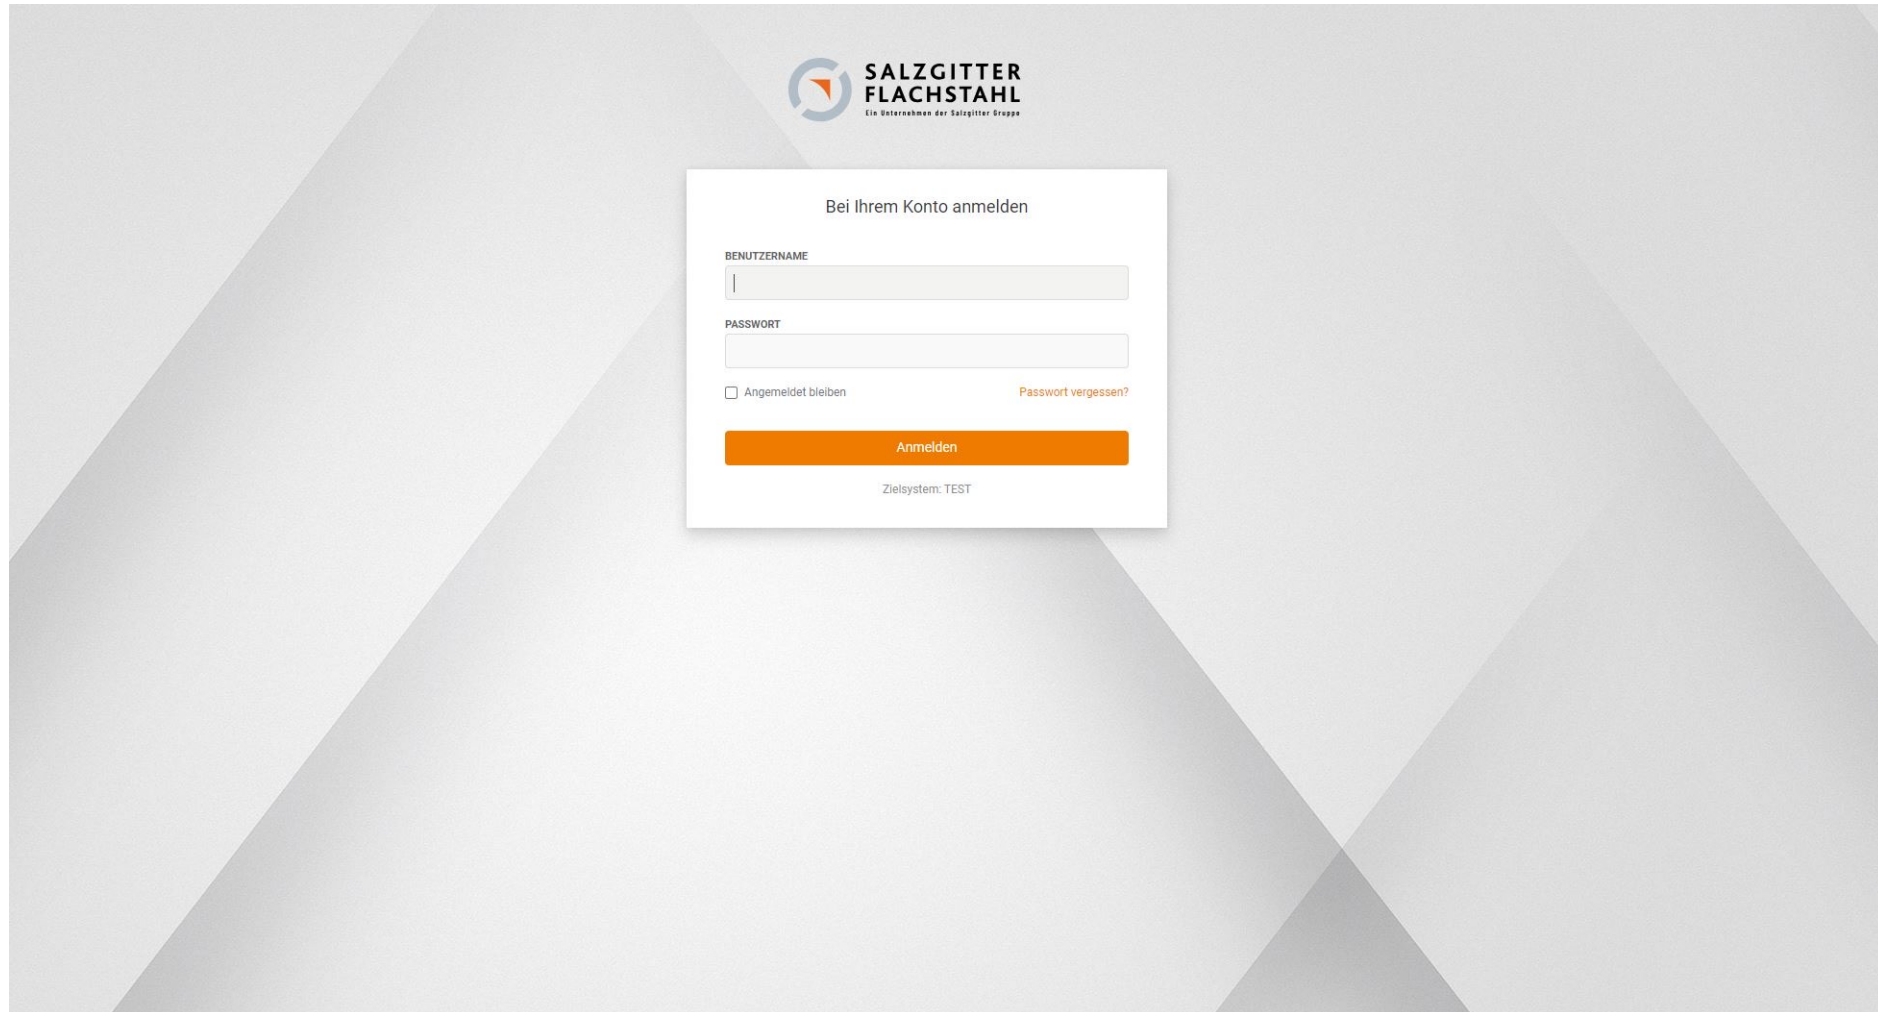 SALZGITTER
FLACHSTAHL
Ein Unternehmen der Salzgitter Gruppe
Bei Ihrem Konto anmelden
BENUTZERNAME
PASSWORT
Angemeldet bleiben
Passwort vergessen?
Anmelden
Zielsystem: TEST